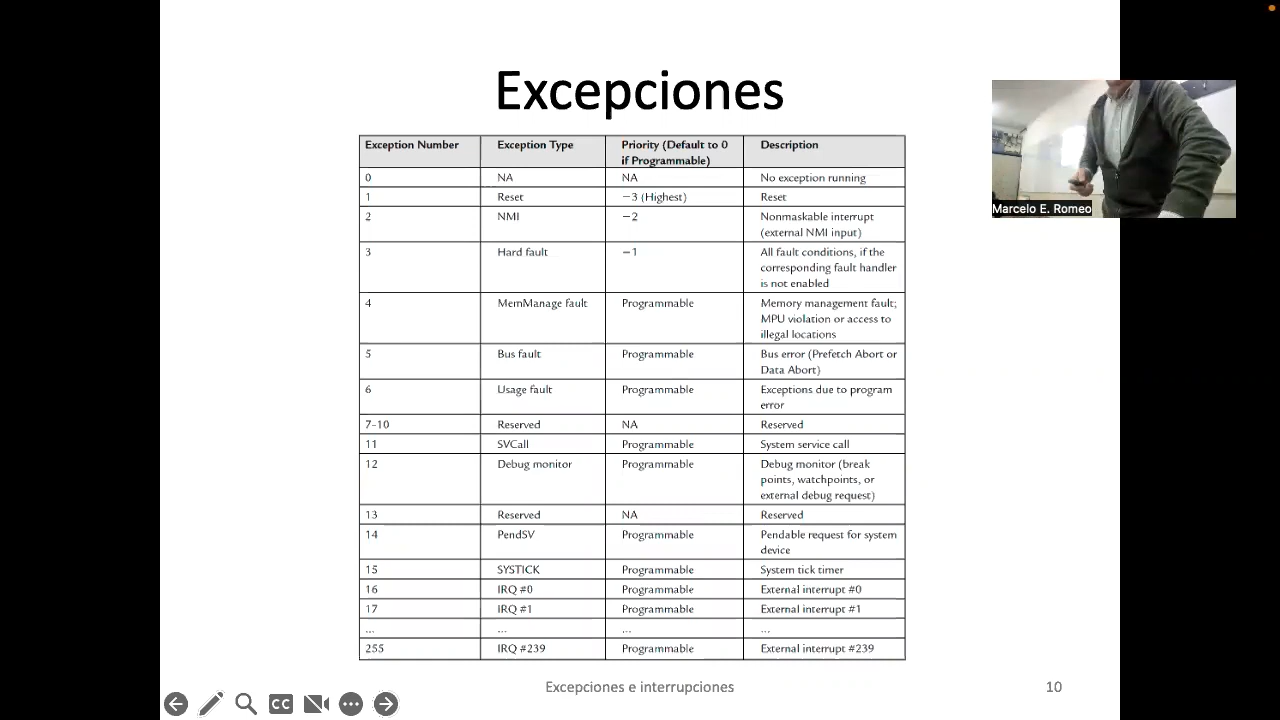 Excepciones
Exception Number Exception Type Priority (Default to 0 Description
if Programmable)
0 NA NA No exception running
1 Reset −3 (Highest) Reset
2 NMI −2 Nonmaskable interrupt
(external NMI input)
3 Hard fault −1 All fault conditions, if the
corresponding fault handler
is not enabled
4 MemManage fault Programmable Memory management fault;
MPU violation or access to
illegal locations
5 Bus fault Programmable Bus error (Prefetch Abort or
Data Abort)
6 Usage fault Programmable Exceptions due to program
error
7-10 Reserved NA Reserved
11 SVCall Programmable System service call
12 Debug monitor Programmable Debug monitor (break
points, watchpoints, or
external debug request)
13 Reserved NA Reserved
14 PendSV Programmable Pendable request for system
device
15 SYSTICK Programmable System tick timer
16 IRQ #0 Programmable External interrupt #0
17 IRQ #1 Programmable External interrupt #1
... ... ... ...
255 IRQ #239 Programmable External interrupt #239
Marcelo E. Romeo
CC
Excepciones e interrupciones 10